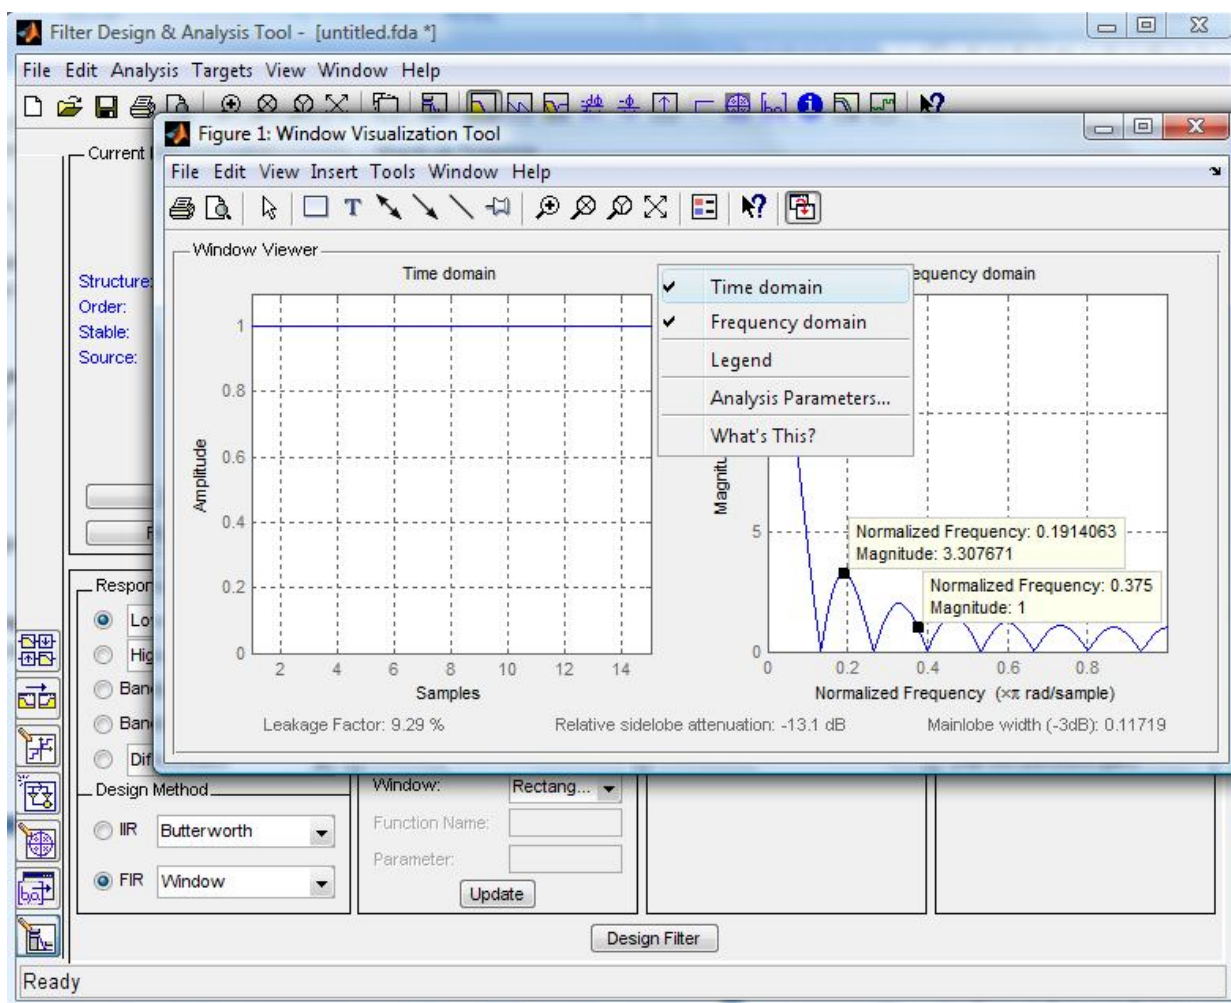 Filter Design & Analysis Tool - [untitled.fda *]
File Edit Analysis Targets View Window Help
Figure 1: Window Visualization Tool
File Edit View Insert Tools Window Help
Current
Structure:
Order:
Stable:
Source:
Window Viewer
Time domain
Amplitude
1
0.8
0.6
0.4
0.2
0
2 4 6 8 10 12 14
Samples
Time domain
Frequency domain
Legend
Analysis Parameters...
What's This?
equency domain
Magnitu
5
0
Normalized Frequency: 0.1914063
Magnitude: 3.307671
Normalized Frequency: 0.375
Magnitude: 1
0 0.2 0.4 0.6 0.8
Normalized Frequency (×π rad/sample)
Leakage Factor: 9.29 %
Relative sidelobe attenuation: -13.1 dB
Mainlobe width (-3dB): 0.11719
Respon
Lo
Hig
Ban
Ban
Dif
Design Method
IIR Butterworth
FIR Window
Window: Rectang...
Function Name:
Parameter:
Update
Design Filter
Ready